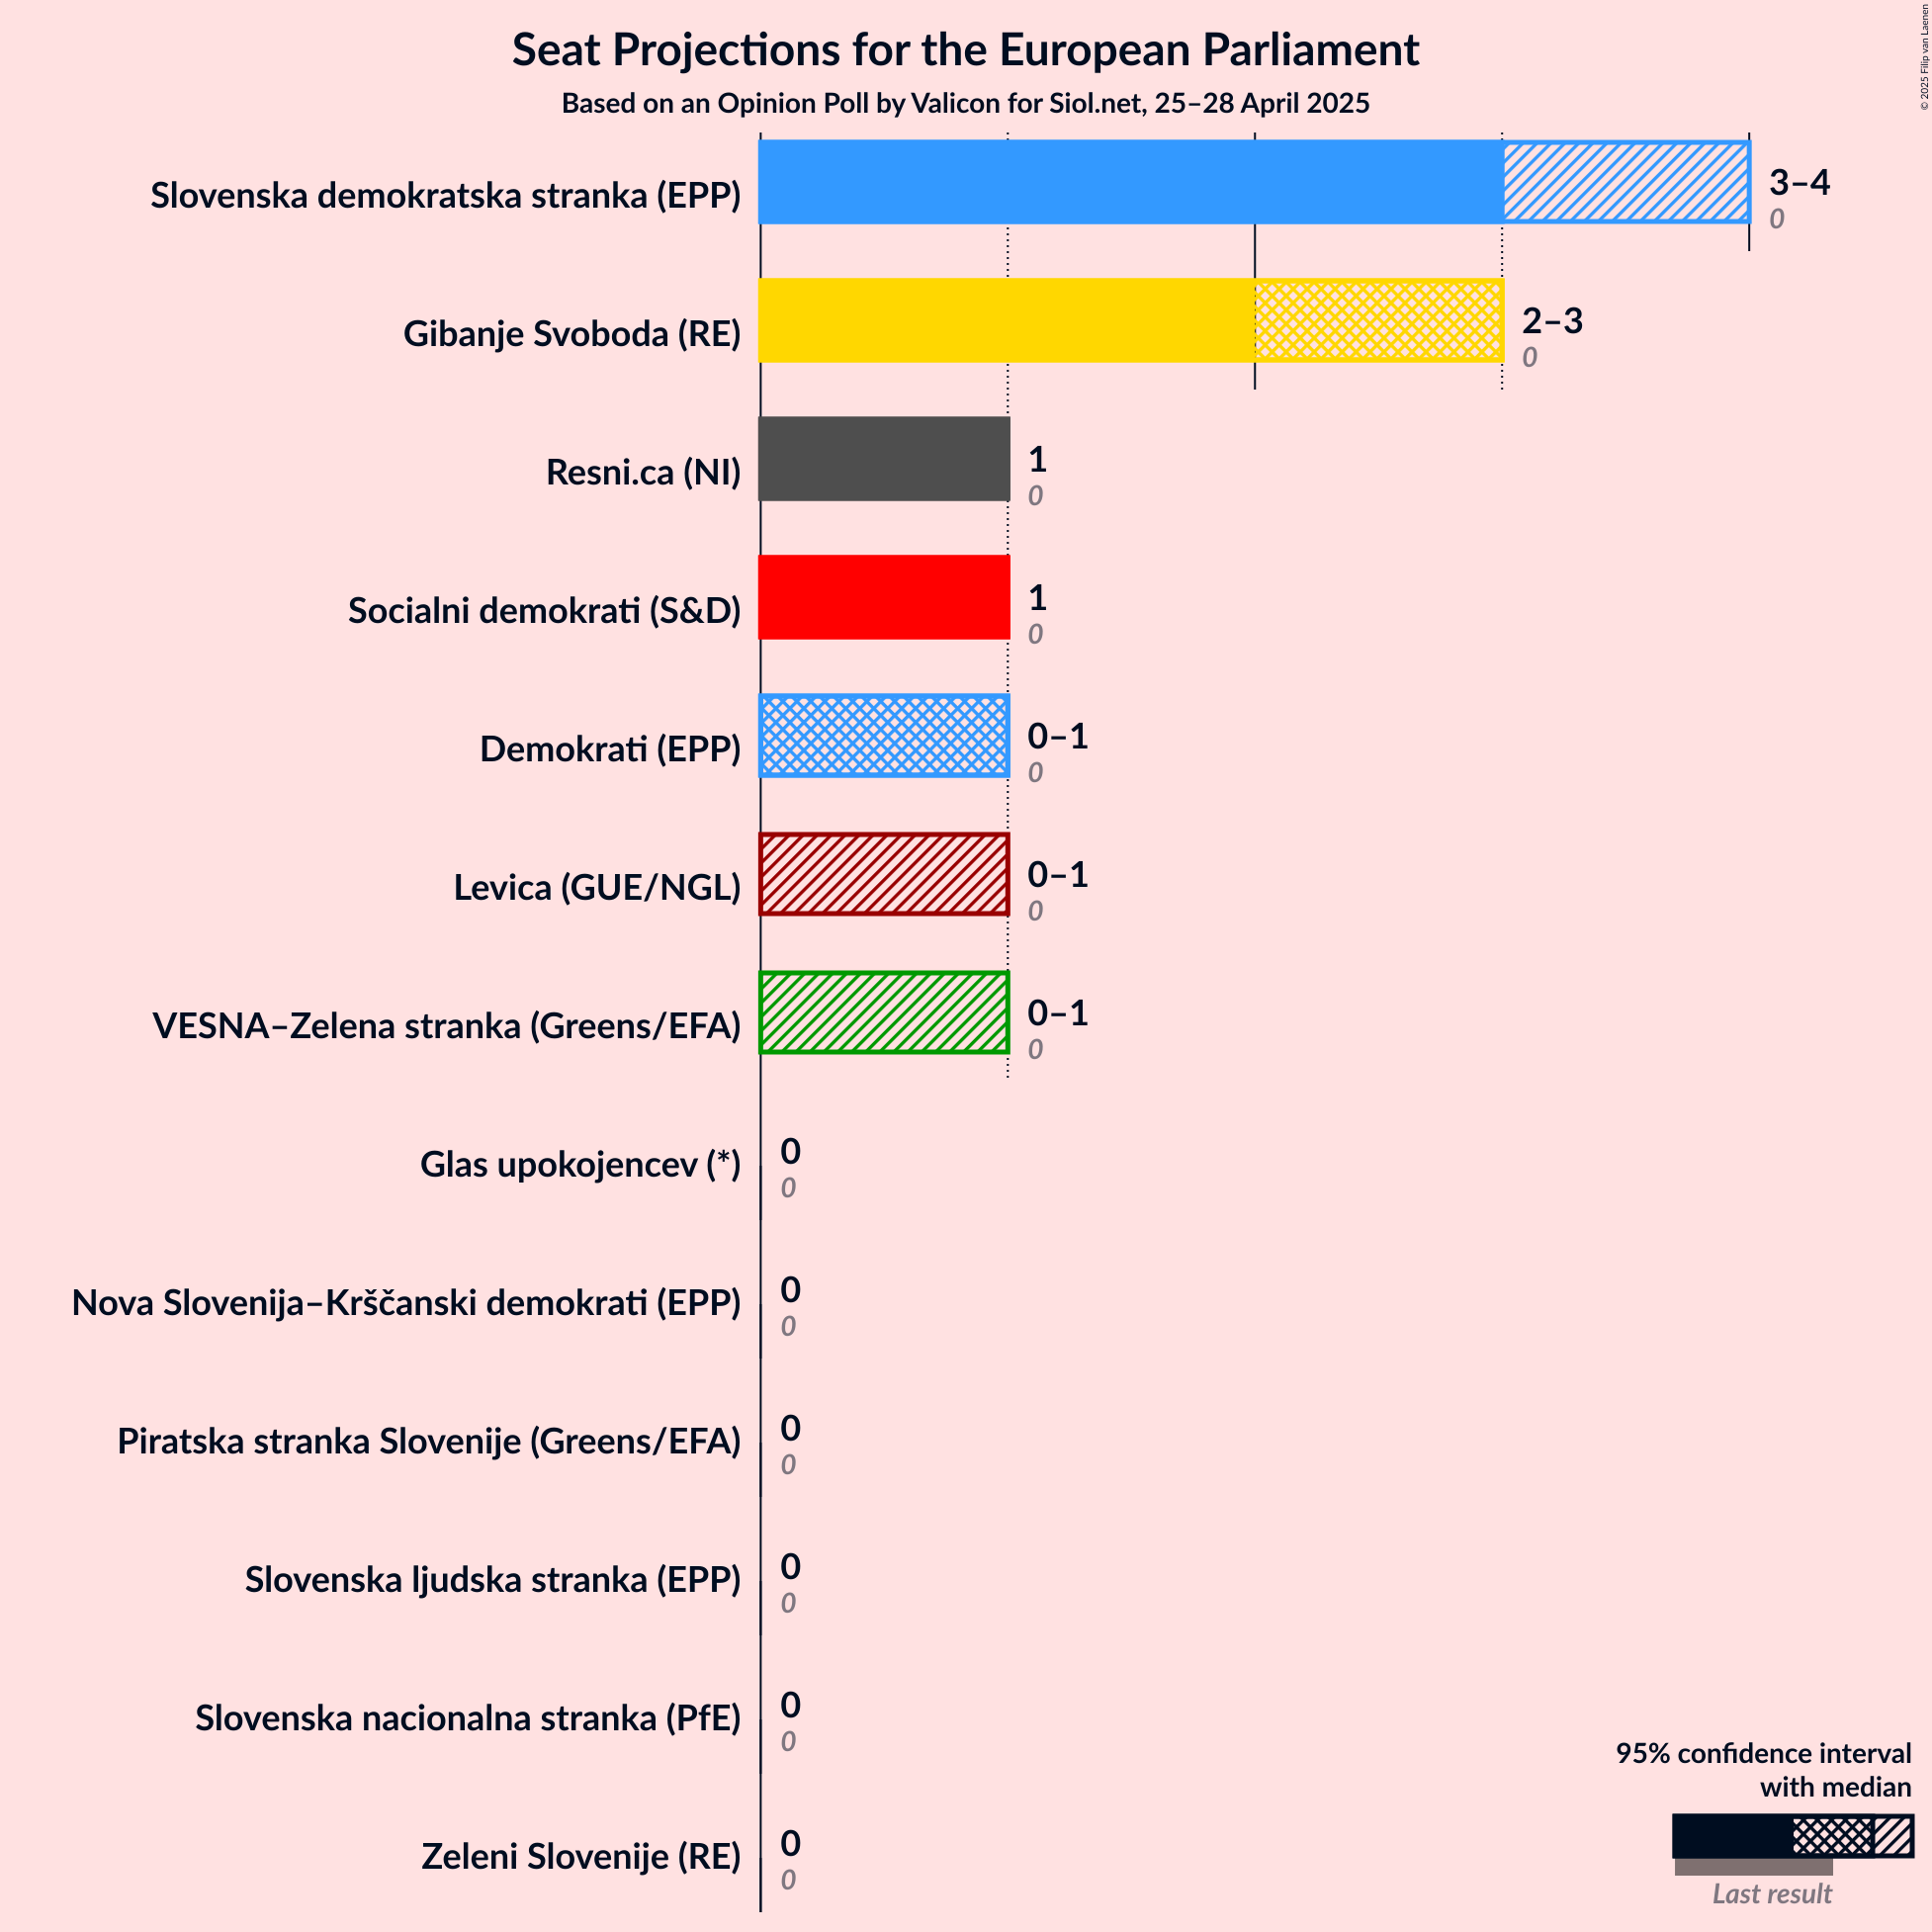 Seat Projections for the European Parliament
Based on an Opinion Poll by Valicon for Siol.net, 25–28 April 2025
© 2025 Filip van Laenen
Slovenska demokratska stranka (EPP)
3–4
0
Gibanje Svoboda (RE)
2–3
0
Resni.ca (NI)
1
0
Socialni demokrati (S&D)
1
0
Demokrati (EPP)
0–1
0
Levica (GUE/NGL)
0–1
0
VESNA–Zelena stranka (Greens/EFA)
0–1
0
Glas upokojencev (*)
0
0
Nova Slovenija–Krščanski demokrati (EPP)
0
0
Piratska stranka Slovenije (Greens/EFA)
0
0
Slovenska ljudska stranka (EPP)
0
0
Slovenska nacionalna stranka (PfE)
0
0
Zeleni Slovenije (RE)
0
0
95% confidence interval
with median
Last result